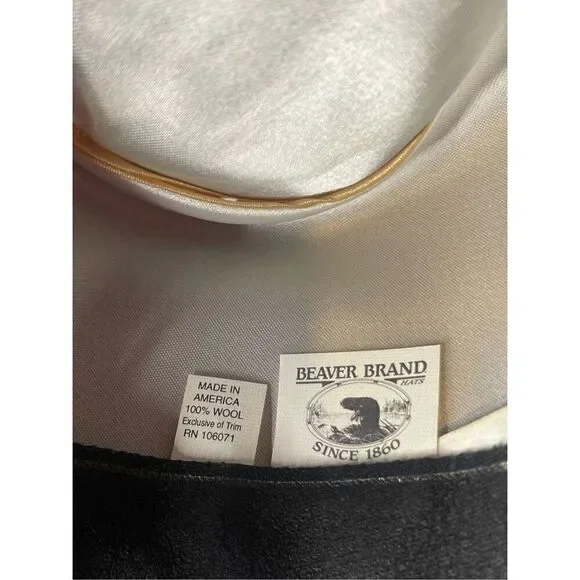 MADE IN
AMERICA
100% WOOL
Exclusive of Trim
RN 106071
BEAVER BRAND
HATS
SINCE 1860